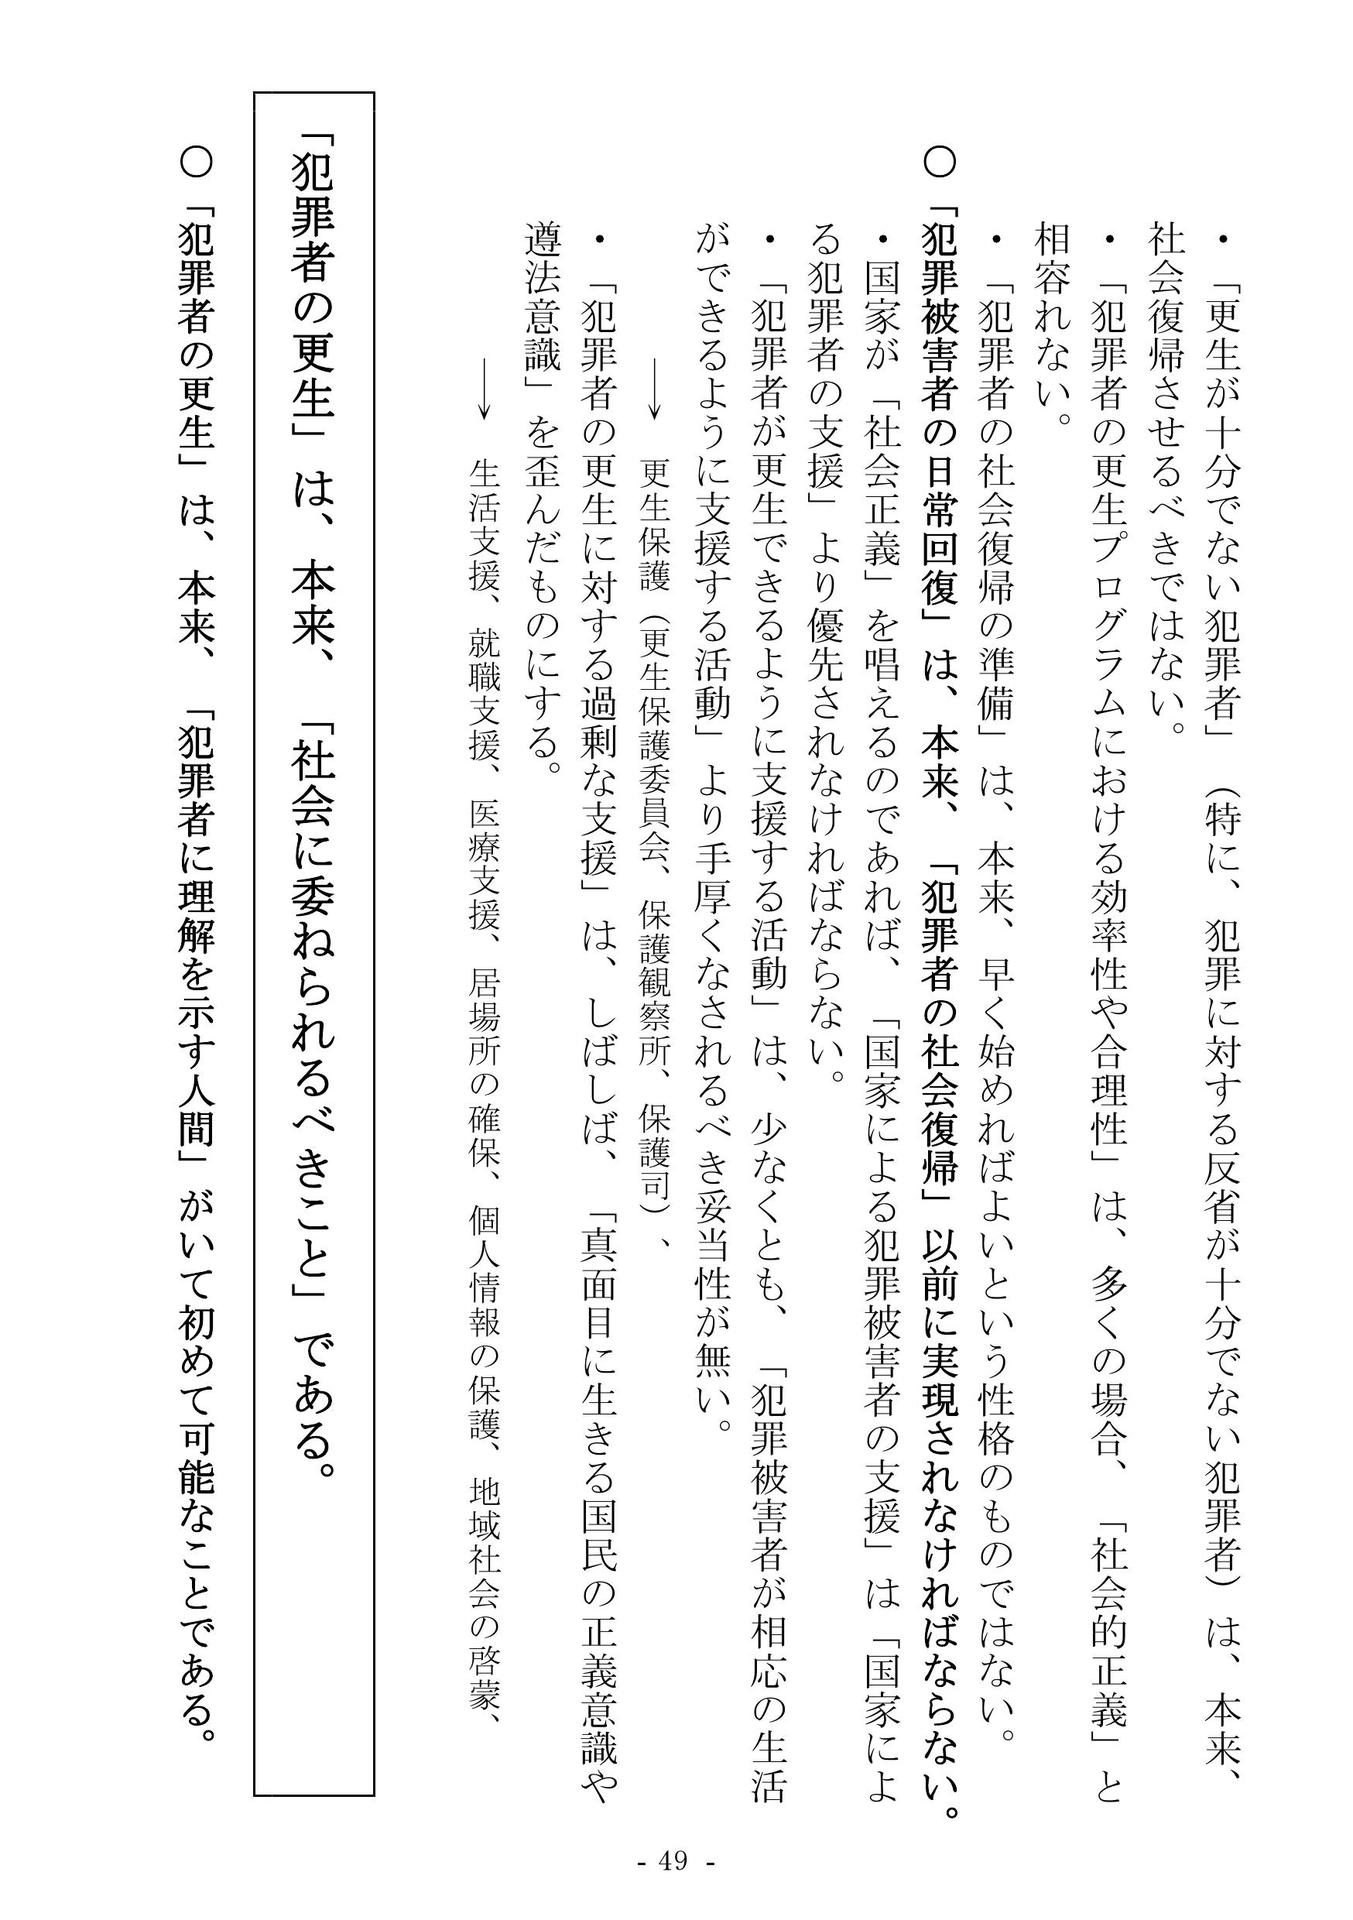 ・「更生が十分でない犯罪者」（特に、犯罪に対する反省が十分でない犯罪者）は、本来、
社会復帰させるべきではない。
・「犯罪者の更生プログラムにおける効率性や合理性」は、多くの場合、「社会的正義」と
相容れない。
・「犯罪者の社会復帰の準備」は、本来、早く始めればよいという性格のものではない。
○「犯罪被害者の日常回復」は、本来、「犯罪者の社会復帰」以前に実現されなければならない。
・国家が「社会正義」を唱えるのであれば、「国家による犯罪被害者の支援」は「国家によ
る犯罪者の支援」より優先されなければならない。
・「犯罪者が更生できるように支援する活動」は、少なくとも、「犯罪被害者が相応の生活
ができるように支援する活動」より手厚くなされるべき妥当性が無い。
→ 更生保護（更生保護委員会、保護観察所、保護司）、
・「犯罪者の更生に対する過剰な支援」は、しばしば、「真面目に生きる国民の正義意識や
遵法意識」を歪んだものにする。
→ 生活支援、就職支援、医療支援、居場所の確保、個人情報の保護、地域社会の啓蒙、
「犯罪者の更生」は、本来、「社会に委ねられるべきこと」である。
○「犯罪者の更生」は、本来、「犯罪者に理解を示す人間」がいて初めて可能なことである。
- 49 -